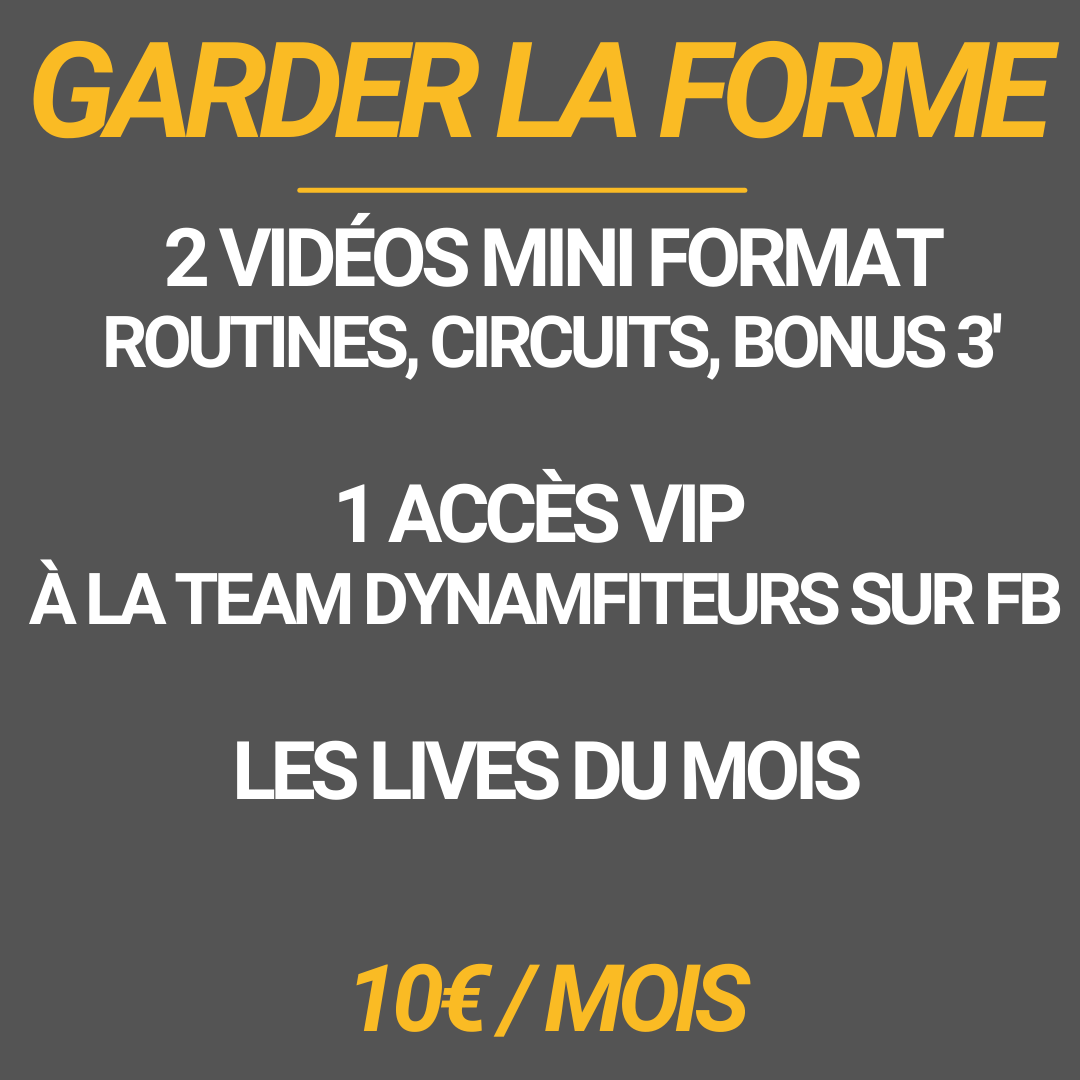 GARDER LA FORME
2 VIDÉOS MINI FORMAT
ROUTINES, CIRCUITS, BONUS 3'
1 ACCÈS VIP
À LA TEAM DYNAMFITEURS SUR FB
LES LIVES DU MOIS
10€ / MOIS